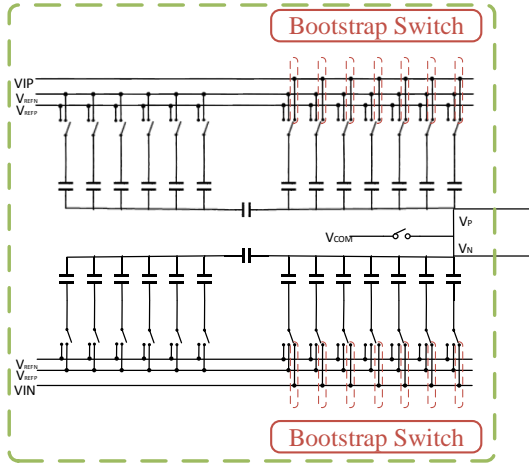 Bootstrap Switch
VIP
VREFN
VREFP
VP
VCOM
VN
VREFN
VREFP
VIN
Bootstrap Switch